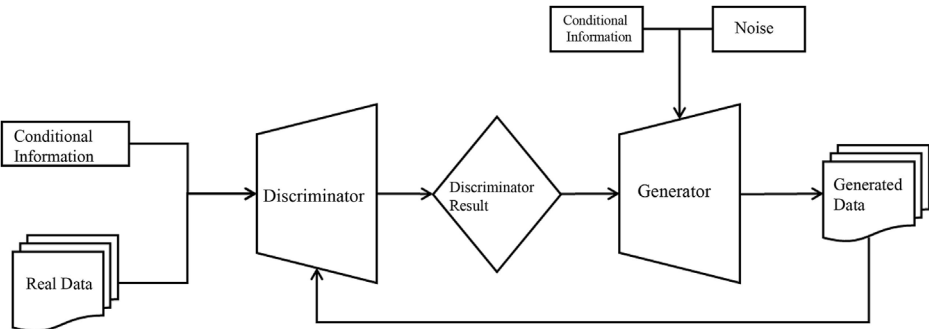 Conditional
Information
Noise
Conditional
Information
Real Data
Discriminator
Discriminator
Result
Generator
Generated
Data